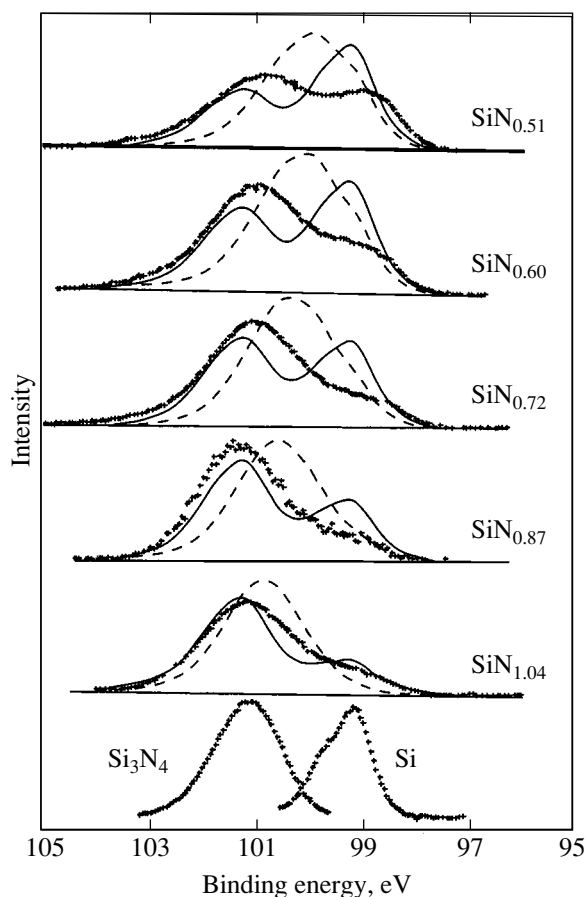 SiN0.51
SiN0.60
SiN0.72
SiN0.87
SiN1.04
Si3N4
Si
Intensity
105 103 101 99 97 95
Binding energy, eV